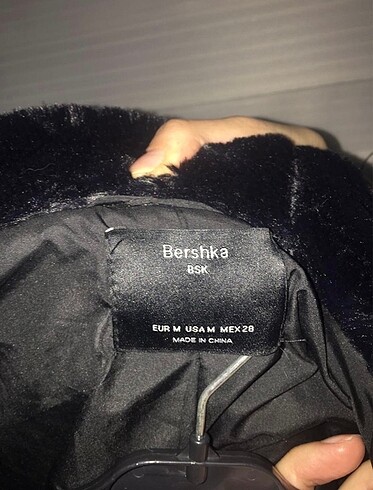 Bershka
BSK
EUR M USA M MEX 28
MADE IN CHINA